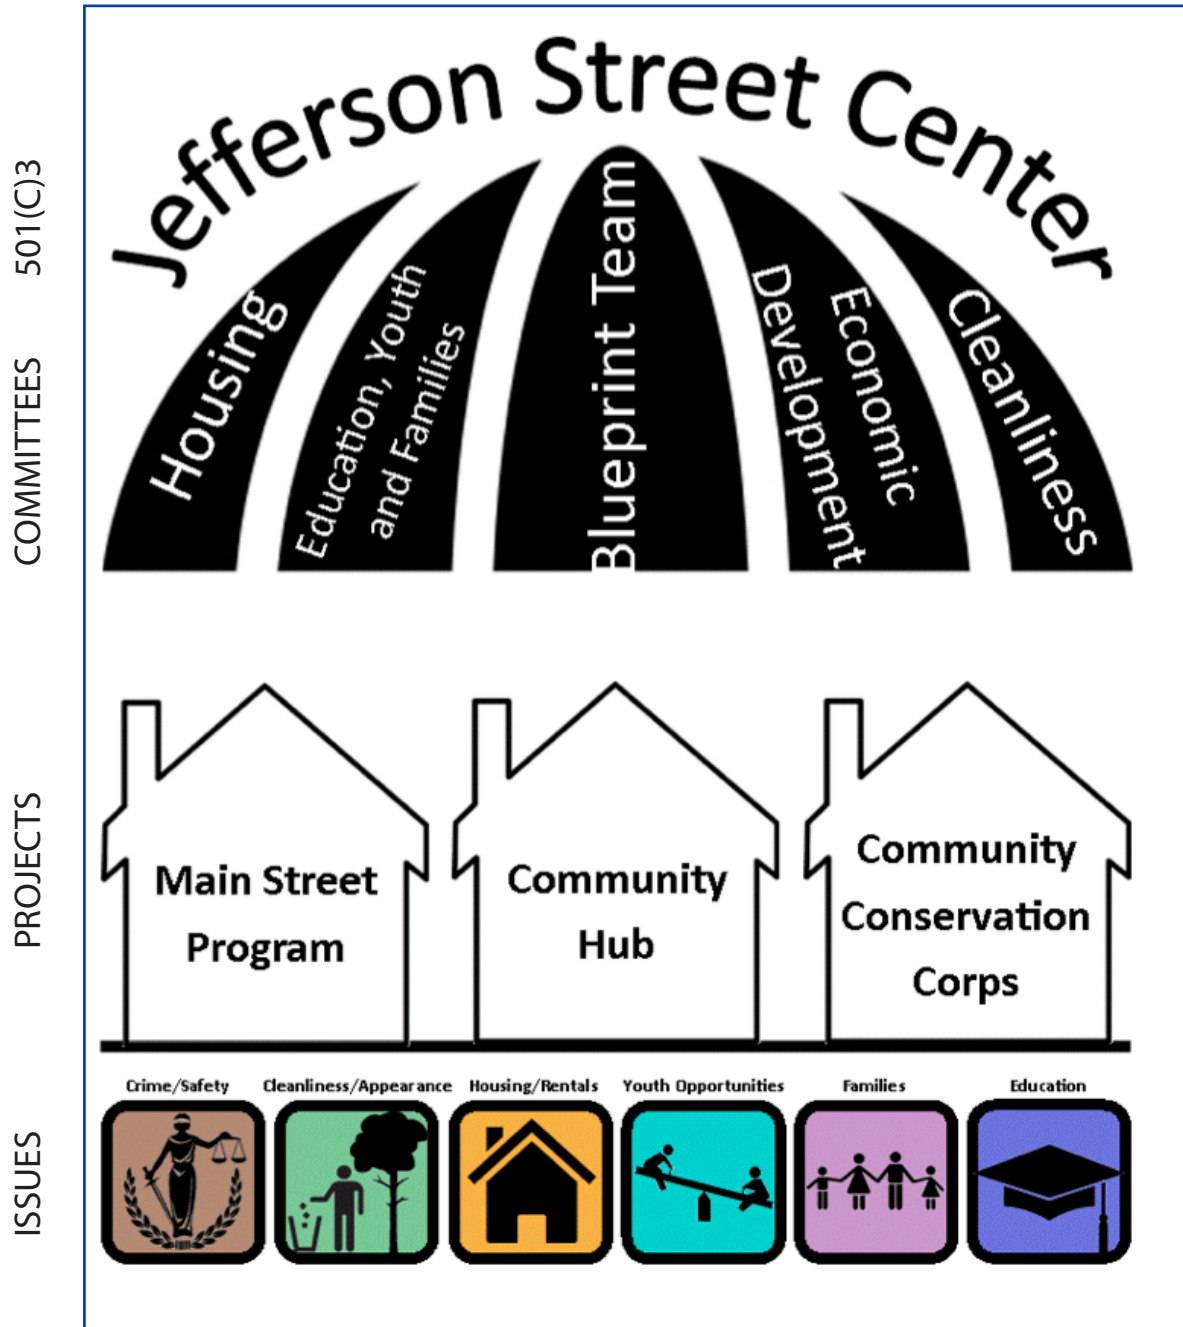 501(C)3
Jefferson Street Center
COMMITTEES
Housing
Education, Youth
and Families
Blueprint Team
Economic
Development
Cleanliness
PROJECTS
Main Street
Program
Community
Hub
Community
Conservation
Corps
ISSUES
Crime/Safety
Cleanliness/Appearance
Housing/Rentals
Youth Opportunities
Families
Education